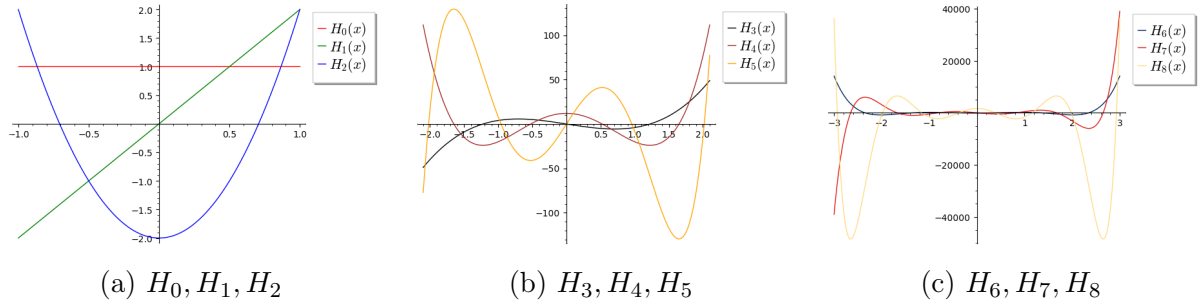 2.0
1.5
1.0
0.5
-0.5
-1.0
-1.5
-2.0
-1.0 -0.5 0.5 1.0
H₀(x)
H₁(x)
H₂(x)
100
50
-50
-100
-2.0 -1.5 -1.0 -0.5 0.5 1.0 1.5 2.0
H₃(x)
H₄(x)
H₅(x)
40000
20000
-20000
-40000
-3 -2 -1 1 2 3
H₆(x)
H₇(x)
H₈(x)
(a) H₀, H₁, H₂
(b) H₃, H₄, H₅
(c) H₆, H₇, H₈